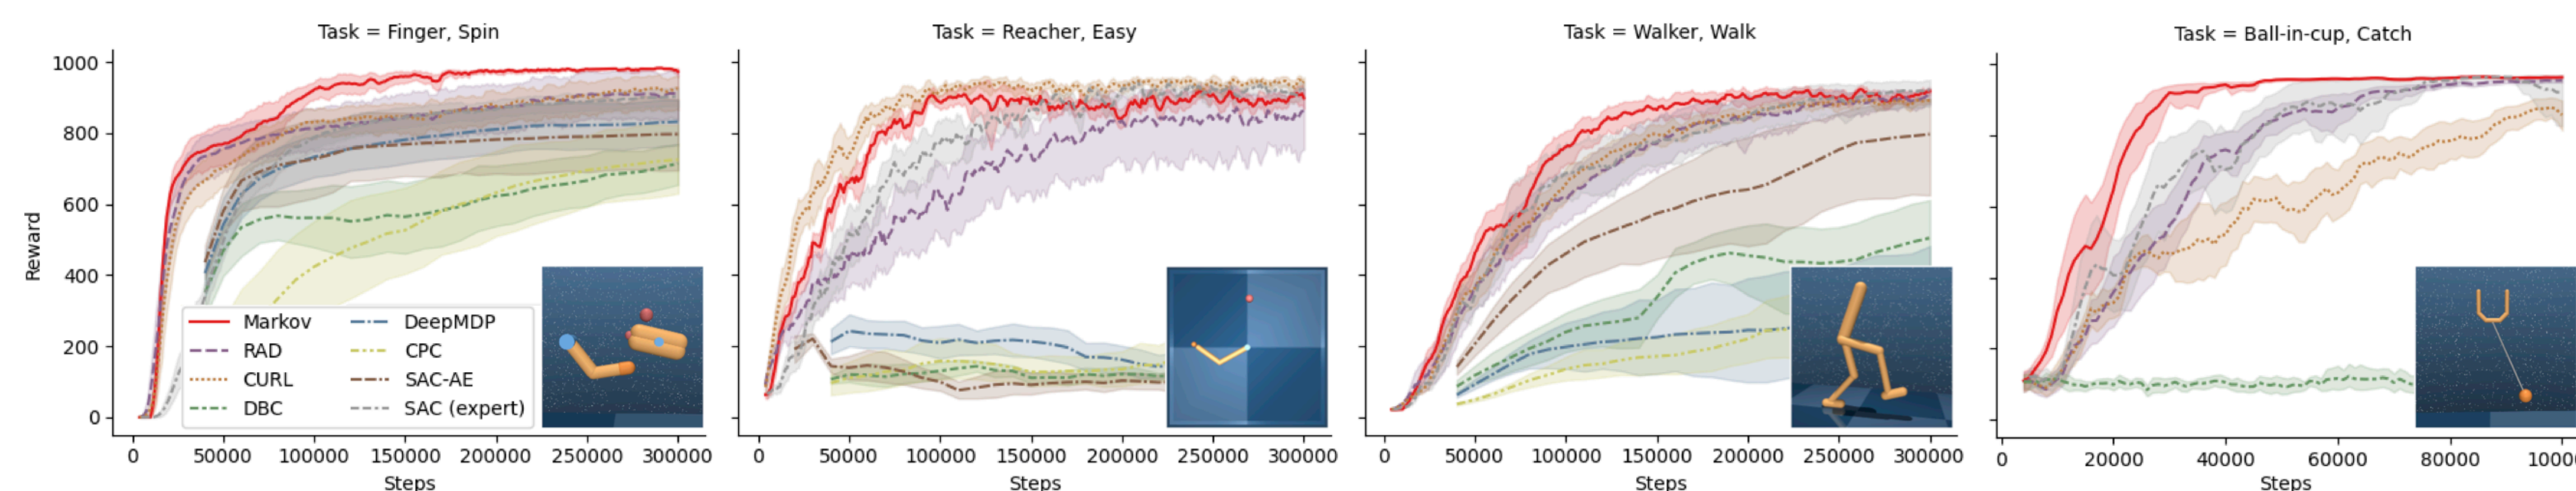 Task = Finger, Spin
Task = Reacher, Easy
Task = Walker, Walk
Task = Ball-in-cup, Catch
Reward
1000
800
600
400
200
0
Markov
RAD
CURL
DBC
DeepMDP
CPC
SAC-AE
SAC (expert)
0 50000 100000 150000 200000 250000 300000
Steps
0 50000 100000 150000 200000 250000 300000
Steps
0 50000 100000 150000 200000 250000 300000
Steps
0 20000 40000 60000 80000 10000
Steps